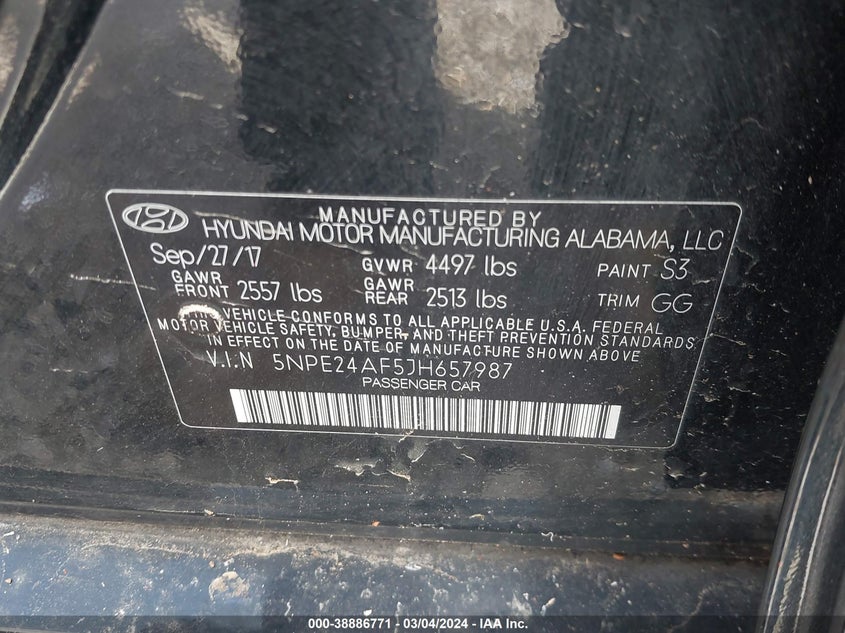 MANUFACTURED BY
HYUNDAI MOTOR MANUFACTURING ALABAMA, LLC
Sep/27/17 GVWR 4497 lbs PAINT S3
GAWR FRONT 2557 lbs GAWR REAR 2513 lbs TRIM GG
THIS VEHICLE CONFORMS TO ALL APPLICABLE U.S.A. FEDERAL
MOTOR VEHICLE SAFETY, BUMPER, AND THEFT PREVENTION STANDARDS
IN EFFECT ON THE DATE OF MANUFACTURE SHOWN ABOVE
V.I.N 5NPE24AF5JH657987
PASSENGER CAR
000-38886771 - 03/04/2024 - IAA Inc.